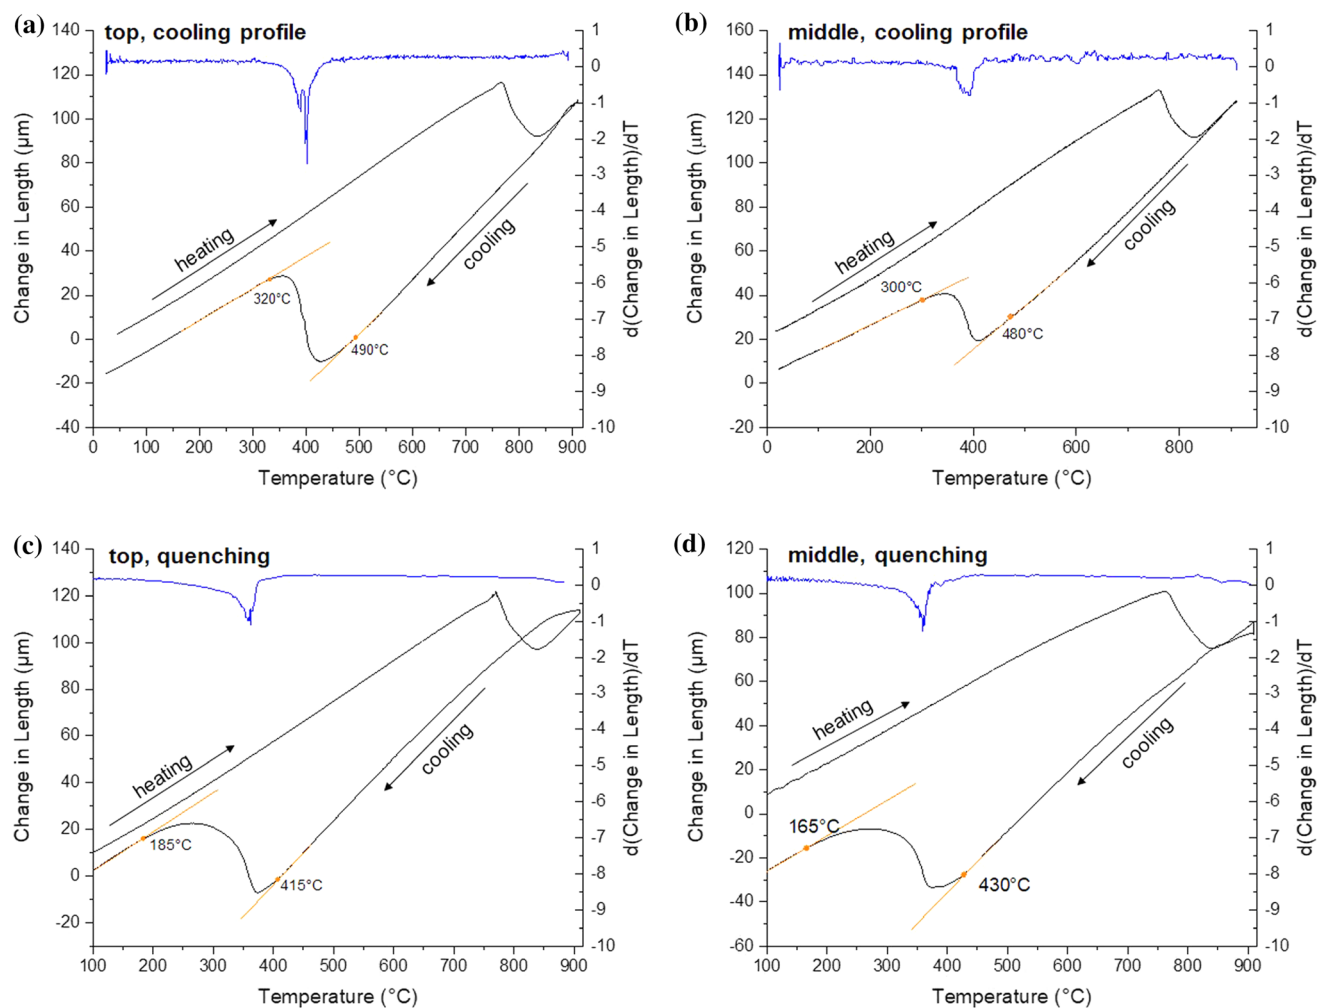 (a)
top, cooling profile
140
120
100
80
60
40
20
0
-20
-40
Change in Length (μm)
1
0
-1
-2
-3
-4
-5
-6
-7
-8
-9
-10
d(Change in Length)/dT
heating
cooling
320°C
490°C
0 100 200 300 400 500 600 700 800 900
Temperature (°C)
(b)
middle, cooling profile
160
140
120
100
80
60
40
20
0
-20
Change in Length (μm)
1
0
-1
-2
-3
-4
-5
-6
-7
-8
-9
-10
d(Change in Length)/dT
heating
cooling
300°C
480°C
0 200 400 600 800
Temperature (°C)
(c)
top, quenching
140
120
100
80
60
40
20
0
-20
Change in Length (μm)
1
0
-1
-2
-3
-4
-5
-6
-7
-8
-9
-10
d(Change in Length)/dT
heating
cooling
185°C
415°C
100 200 300 400 500 600 700 800 900
Temperature (°C)
(d)
middle, quenching
120
100
80
60
40
20
0
-20
-40
-60
Change in Length (μm)
1
0
-1
-2
-3
-4
-5
-6
-7
-8
-9
-10
d(Change in Length)/dT
heating
cooling
165°C
430°C
100 200 300 400 500 600 700 800 900
Temperature (°C)